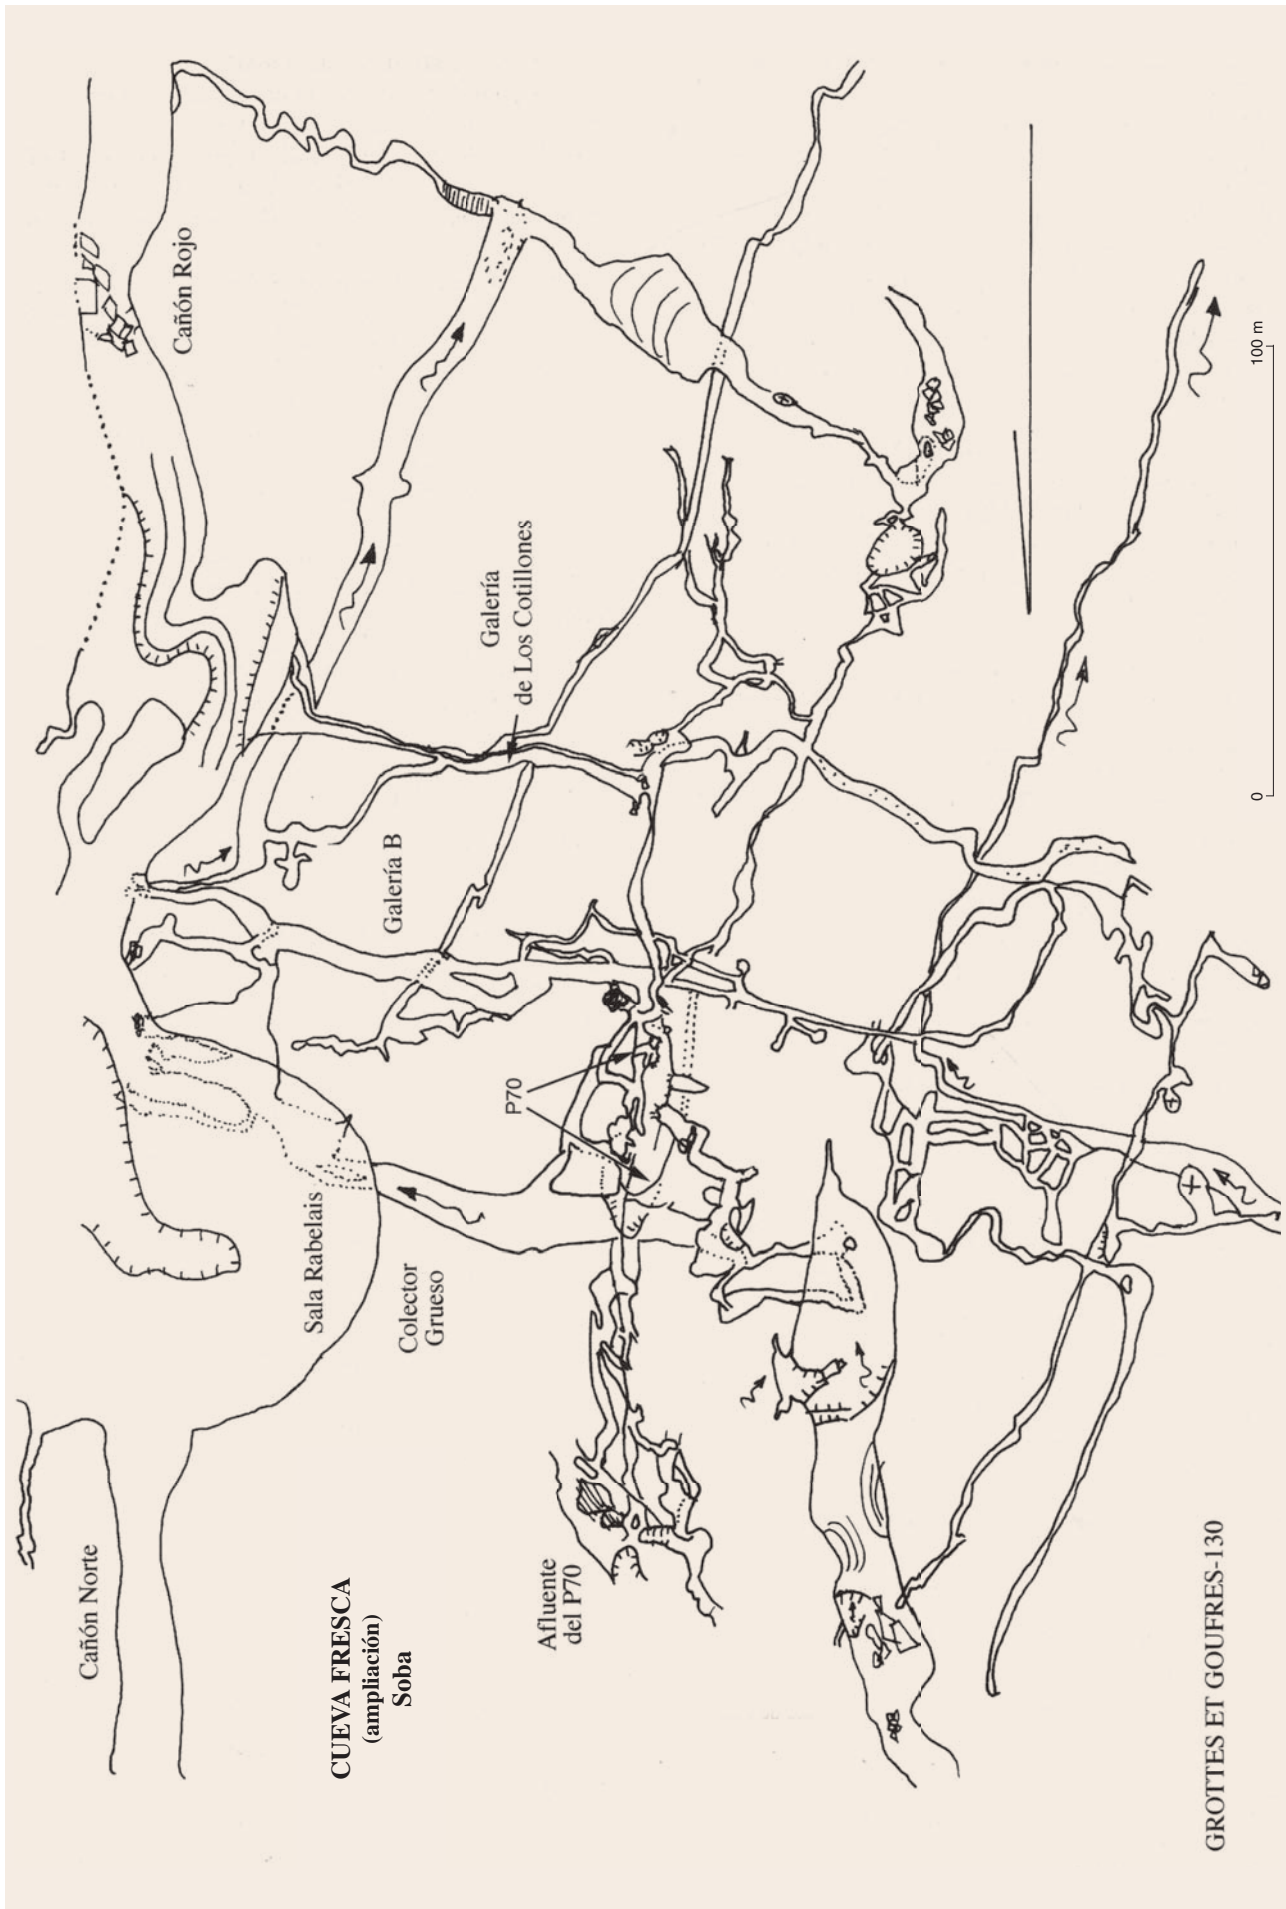 Cañón Norte
Sala Rabelais
Cañón Rojo
Colector
Grueso
Galería B
Galería
de Los Cotillones
CUEVA FRESCA
(ampliación)
Soba
P70
Afluente
del P70
GROTTES ET GOUFRES-130
0
100 m